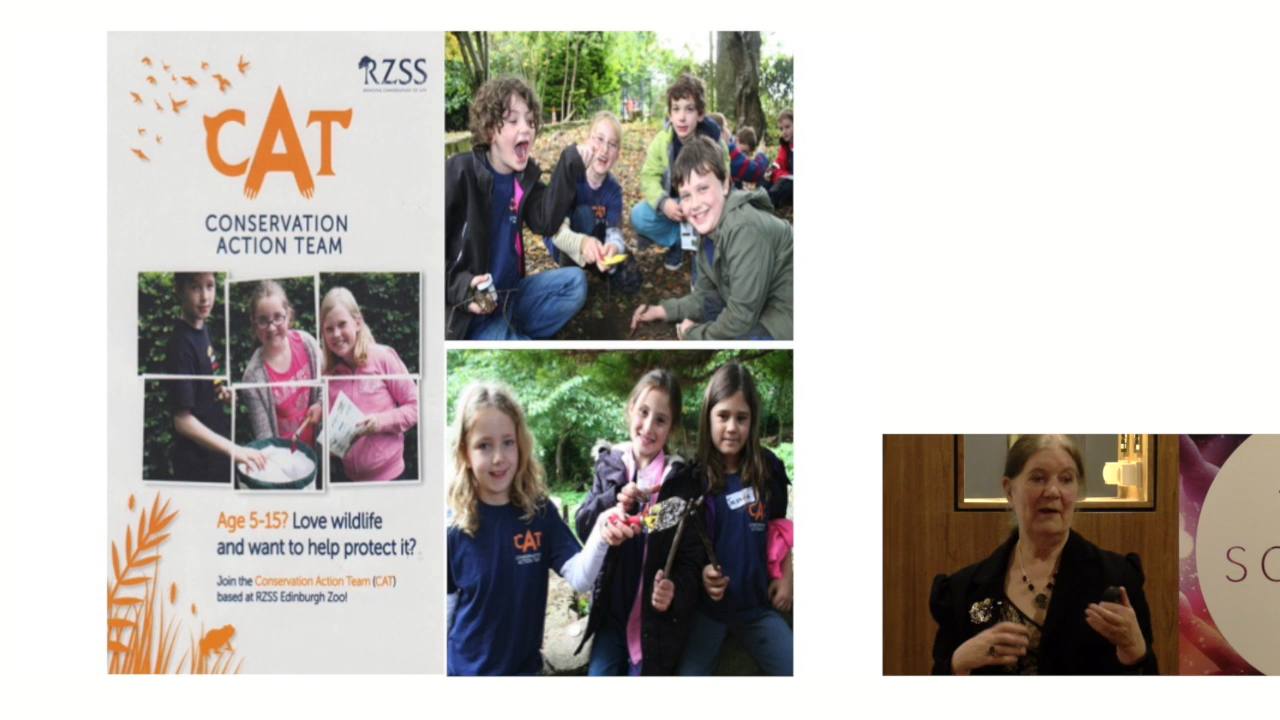 RZSS
CAT
CONSERVATION
ACTION TEAM
Age 5-15? Love wildlife
and want to help protect it?
Join the Conservation Action Team (CAT)
based at RZSS Edinburgh Zoo!
CAT
CAT
SC